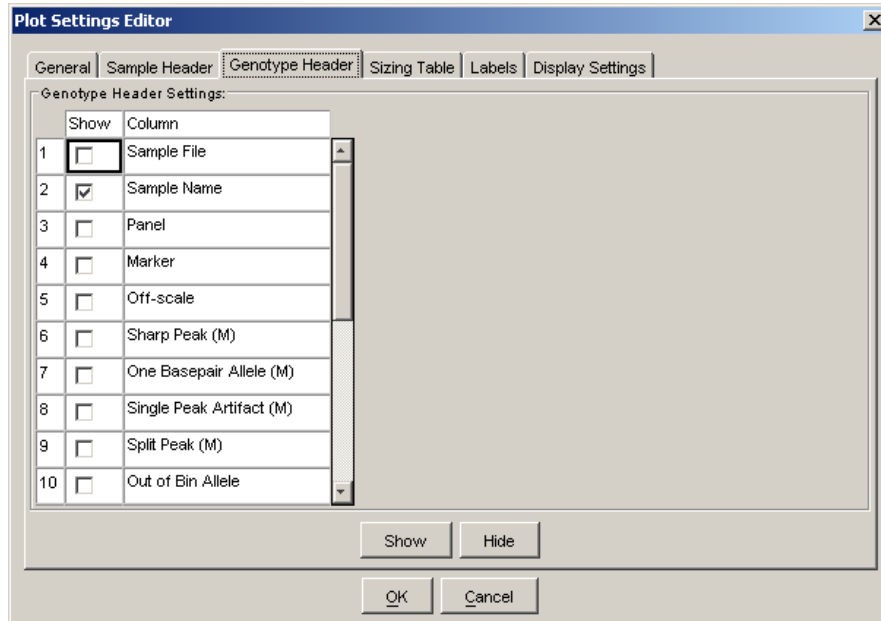 Plot Settings Editor
General Sample Header Genotype Header Sizing Table Labels Display Settings
Genotype Header Settings:
Show Column
1 Sample File
2 Sample Name
3 Panel
4 Marker
5 Off-scale
6 Sharp Peak (M)
7 One Basepair Allele (M)
8 Single Peak Artifact (M)
9 Split Peak (M)
10 Out of Bin Allele
Show Hide
OK Cancel